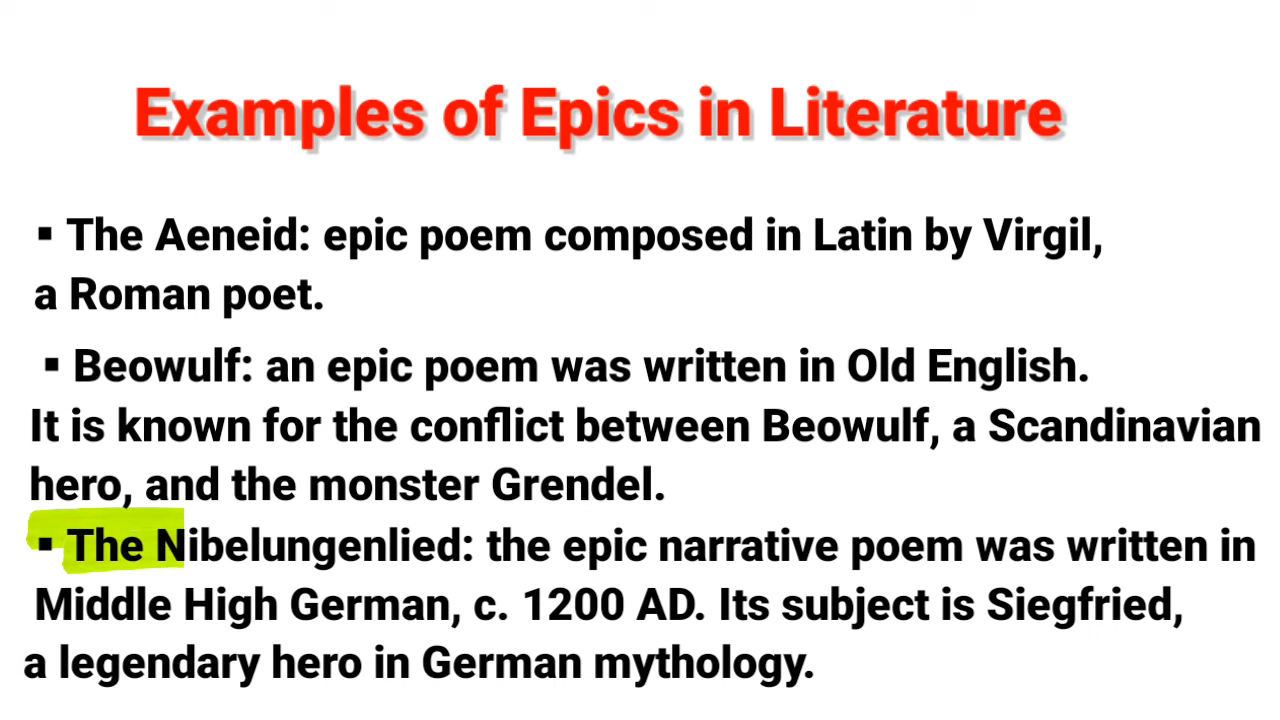 Examples of Epics in Literature
▪ The Aeneid: epic poem composed in Latin by Virgil,
a Roman poet.
▪ Beowulf: an epic poem was written in Old English.
It is known for the conflict between Beowulf, a Scandinavian
hero, and the monster Grendel.
▪ The Nibelungenlied: the epic narrative poem was written in
Middle High German, c. 1200 AD. Its subject is Siegfried,
a legendary hero in German mythology.